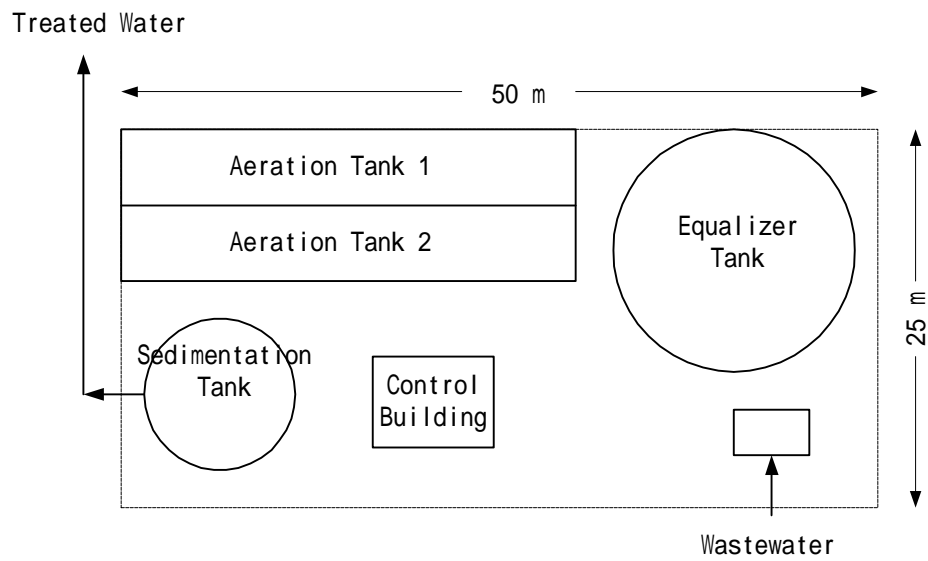 Treated Water
50 m
Aeration Tank 1
Aeration Tank 2
Equalizer
Tank
25 m
Sedimentation
Tank
Control
Building
Wastewater